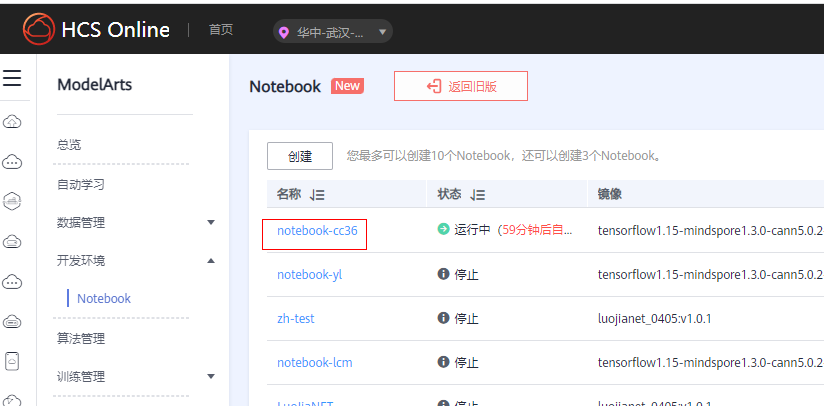 HCS Online 首页 华中-武汉-...
ModelArts
Notebook New 返回旧版
总览
自动学习
数据管理
开发环境
Notebook
算法管理
训练管理
创建 您最多可以创建10个Notebook，还可以创建3个Notebook。
名称 状态 镜像
notebook-cc36 运行中（59分钟后自... tensorflow1.15-mindspore1.3.0-cann5.0.2
notebook-yl 停止 tensorflow1.15-mindspore1.3.0-cann5.0.2
zh-test 停止 luojianet_0405:v1.0.1
notebook-lcm 停止 tensorflow1.15-mindspore1.3.0-cann5.0.2
LuoJiaNET 停止 luojianet_0405:v1.0.1